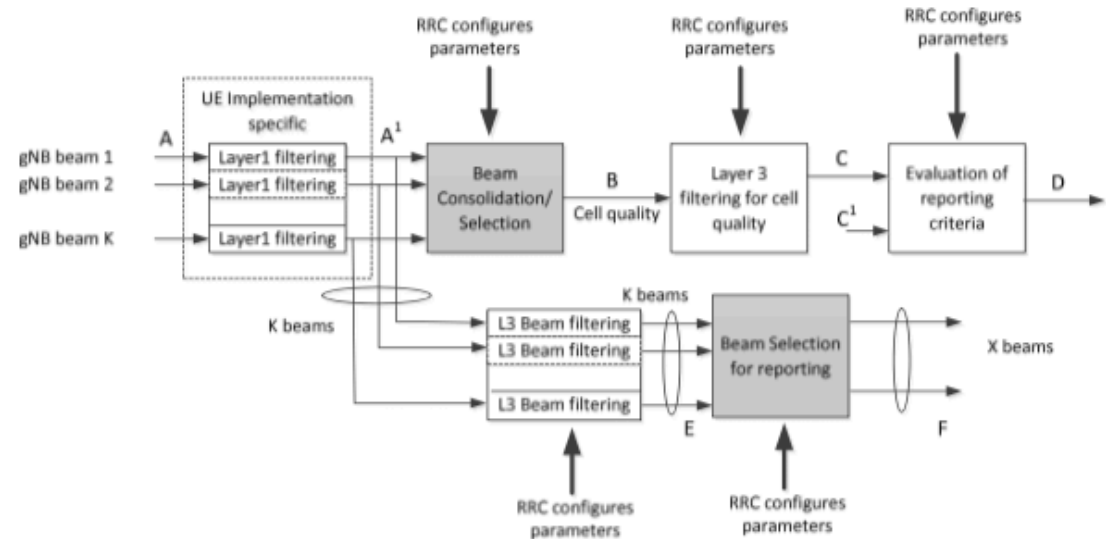 RRC configures
parameters
RRC configures
parameters
RRC configures
parameters
UE Implementation
specific
A
A¹
gNB beam 1
gNB beam 2
gNB beam K
Layer1 filtering
Layer1 filtering
Layer1 filtering
Beam
Consolidation/
Selection
B
Cell quality
Layer 3
filtering for cell
quality
C
C¹
Evaluation of
reporting
criteria
D
K beams
L3 Beam filtering
L3 Beam filtering
L3 Beam filtering
K beams
E
Beam Selection
for reporting
X beams
F
RRC configures
parameters
RRC configures
parameters